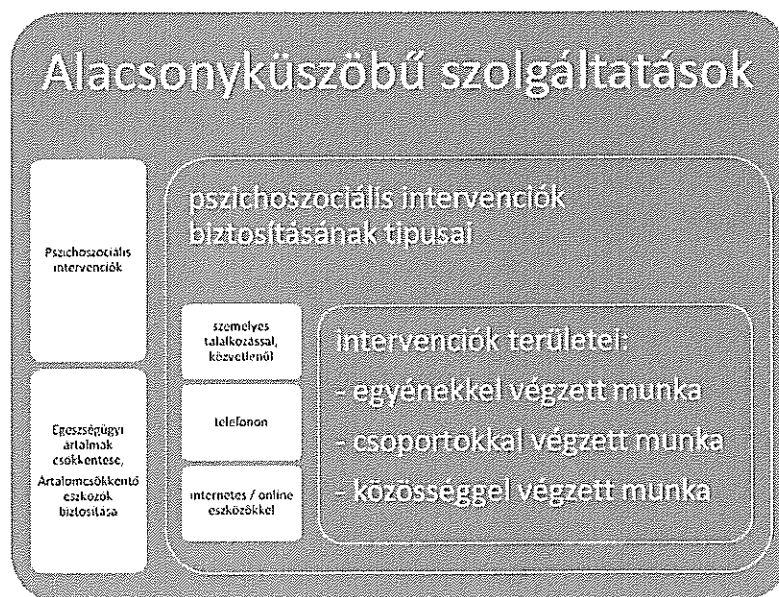 Alacsonyküszöbű szolgáltatások
Pszichoszociális
intervenciók
Egészségügyi
ártalmak
csökkentése,
Ártalomcsökkentő
eszközök
biztosítása
pszichoszociális intervenciók
biztosításának típusai
személyes
találkozással,
közvetlenül
telefonon
internetes / online
eszközökkel
intervenciók területei:
- egyénekkel végzett munka
- csoportokkal végzett munka
- közösséggel végzett munka